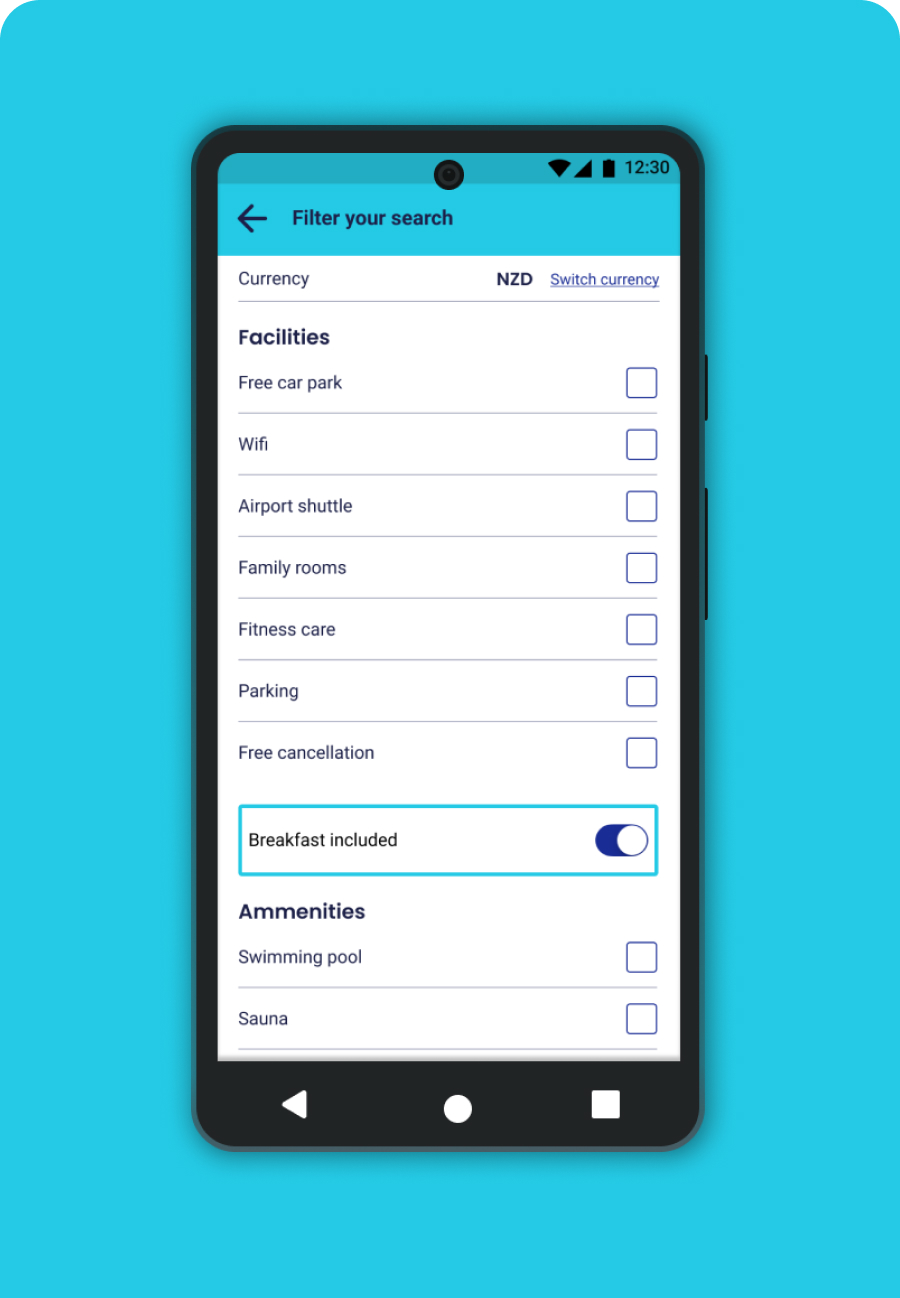 12:30
Filter your search
Currency NZD Switch currency
Facilities
Free car park
Wifi
Airport shuttle
Family rooms
Fitness care
Parking
Free cancellation
Breakfast included
Ammenities
Swimming pool
Sauna